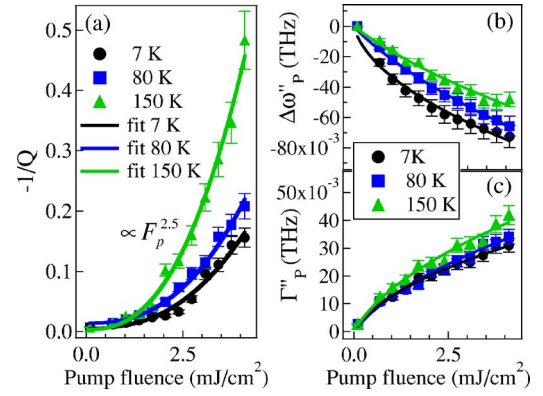 (a)
7 K
80 K
150 K
fit 7 K
fit 80 K
fit 150 K
∝ F_p^2.5
-1/Q
0.5
0.4
0.3
0.2
0.1
0.0
0.0
2.5
Pump fluence (mJ/cm²)
(b)
Δω''_P (THz)
0
-20
-40
-60
-80x10⁻³
7K
80 K
150 K
(c)
Γ''_P (THz)
50x10⁻³
40
30
20
10
0
0.0
2.5
Pump fluence (mJ/cm²)